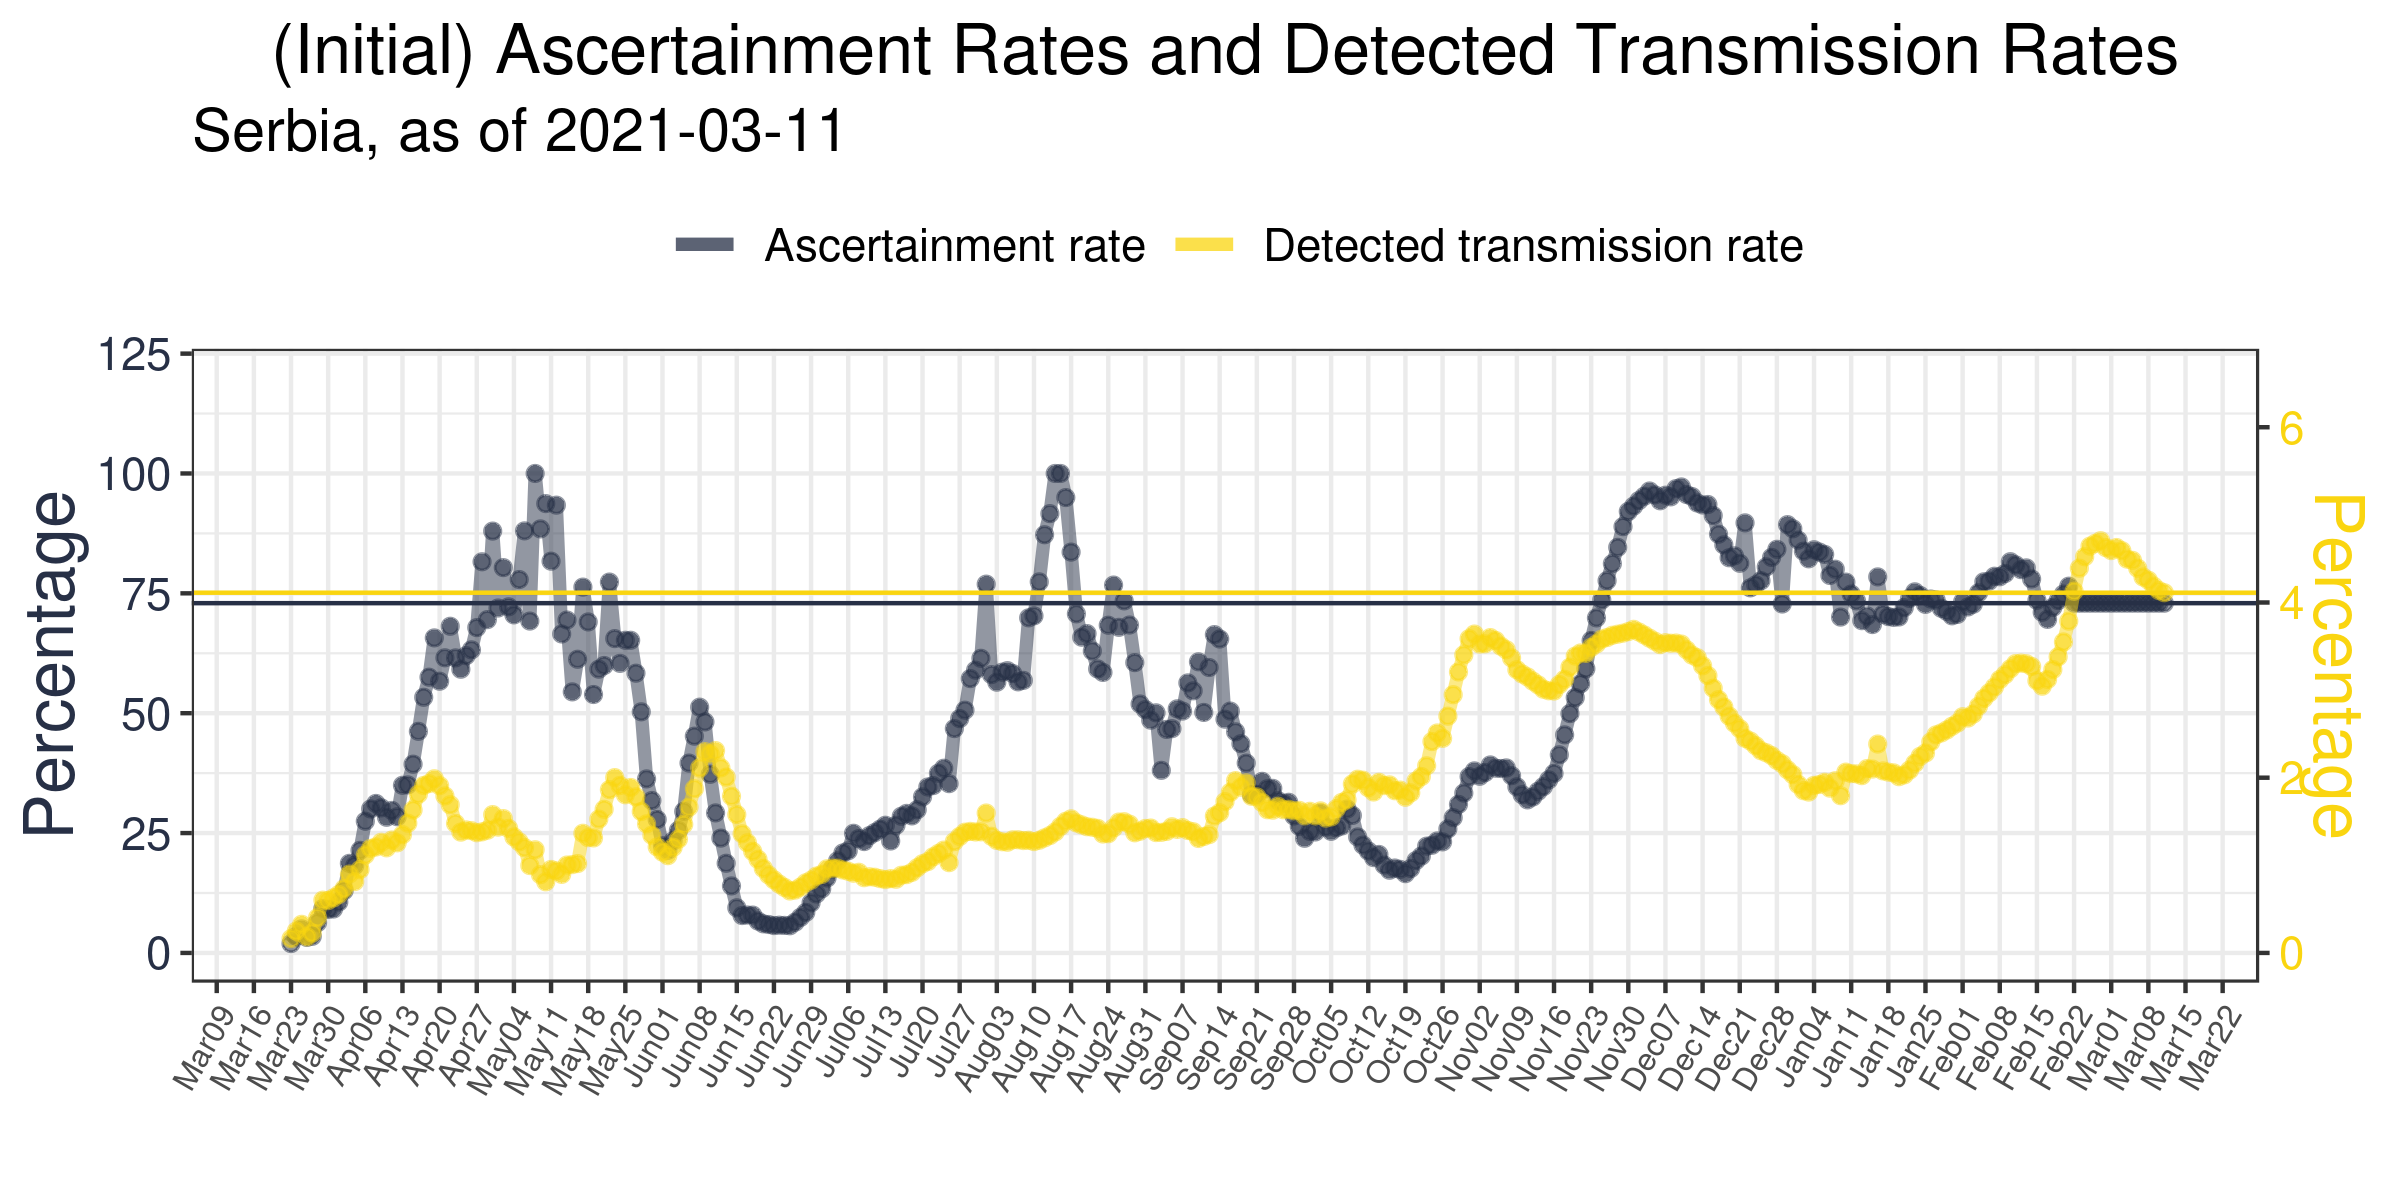 (Initial) Ascertainment Rates and Detected Transmission Rates
Serbia, as of 2021-03-11
Ascertainment rate
Detected transmission rate
Percentage
125
100
75
50
25
0
6
4
2
0
Percentage
Mar09
Mar16
Mar23
Mar30
Apr06
Apr13
Apr20
Apr27
May04
May11
May18
May25
Jun01
Jun08
Jun15
Jun22
Jun29
Jul06
Jul13
Jul20
Jul27
Aug03
Aug10
Aug17
Aug24
Aug31
Sep07
Sep14
Sep21
Sep28
Oct05
Oct12
Oct19
Oct26
Nov02
Nov09
Nov16
Nov23
Nov30
Dec07
Dec14
Dec21
Dec28
Jan04
Jan11
Jan18
Jan25
Feb01
Feb08
Feb15
Feb22
Mar01
Mar08
Mar15
Mar22